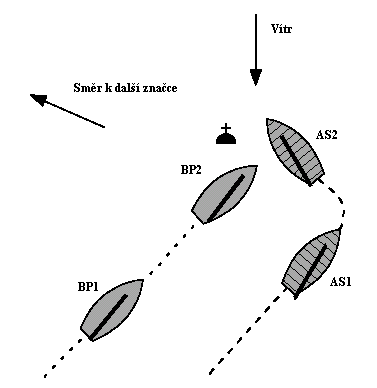 Vítr
Směr k další značce
AS2
BP2
AS1
BP1